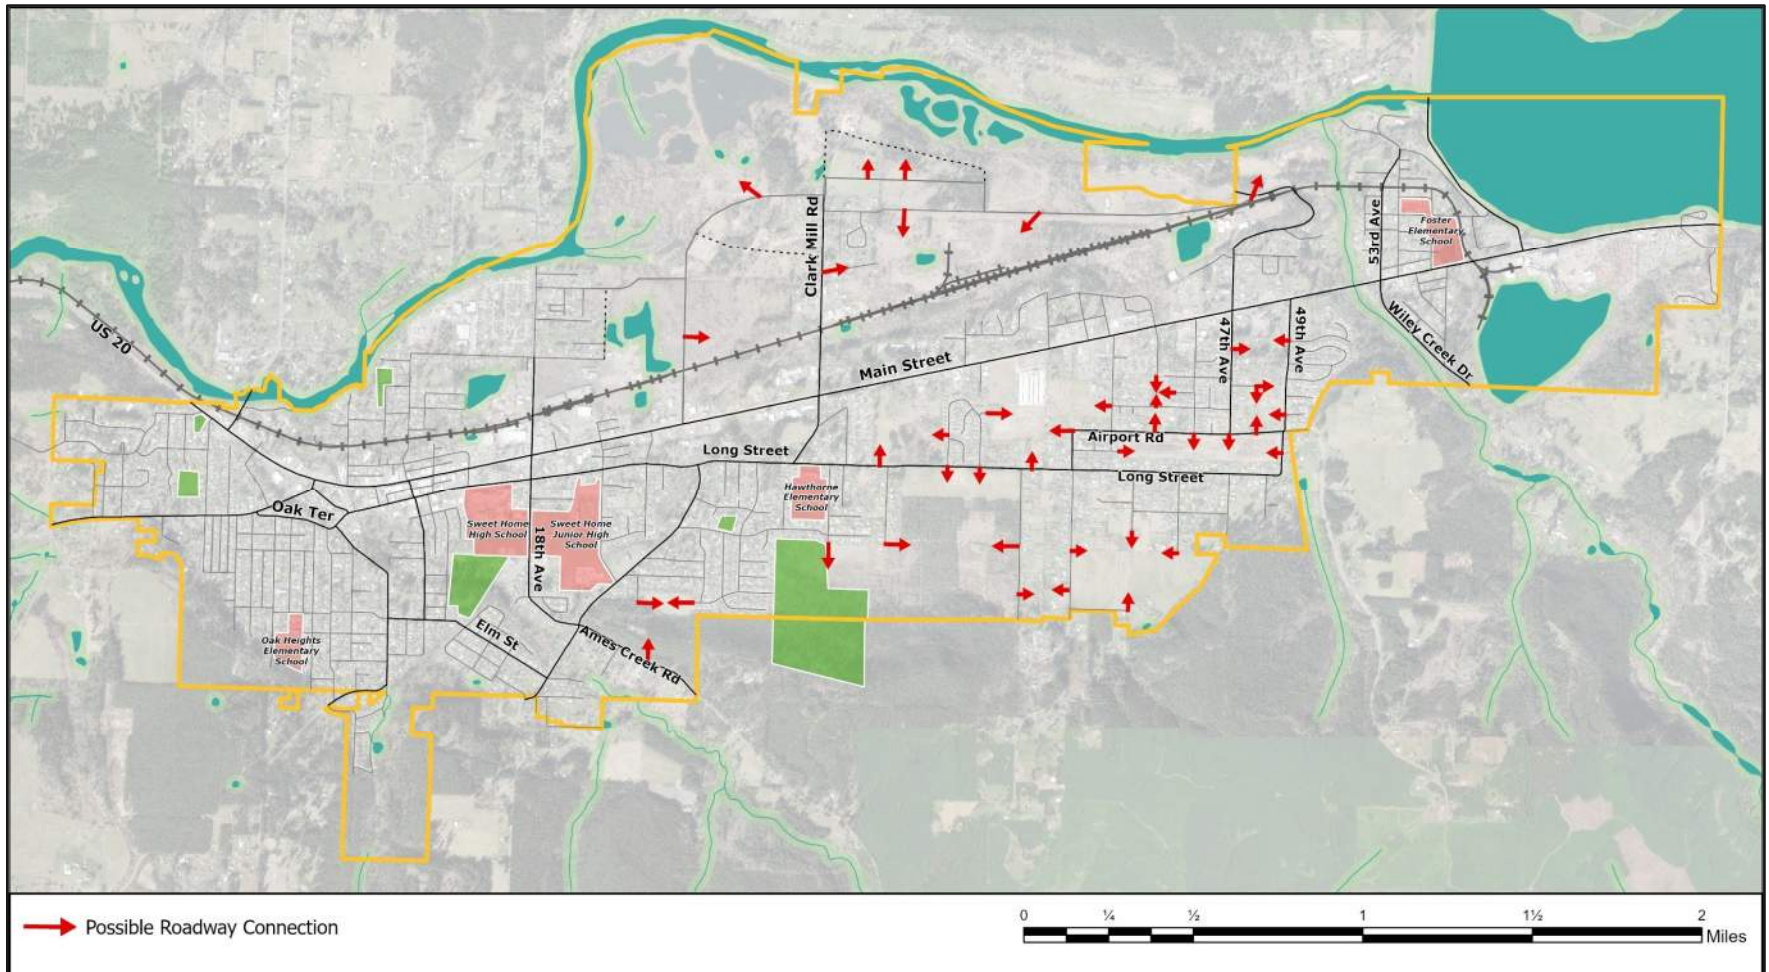 Clark Mill Rd
53rd Ave
Foster
Elementary
School
US 20
Main Street
47th Ave
49th Ave
Wiley Creek Dr
Airport Rd
Long Street
Long Street
Oak Ter
Sweet Home
High School
18th Ave
Sweet Home
Junior High
School
Hawthorne
Elementary
School
Elm St
Ames Creek Rd
Oak Heights
Elementary
School
Possible Roadway Connection
0 ¼ ½ 1 1½ 2
Miles